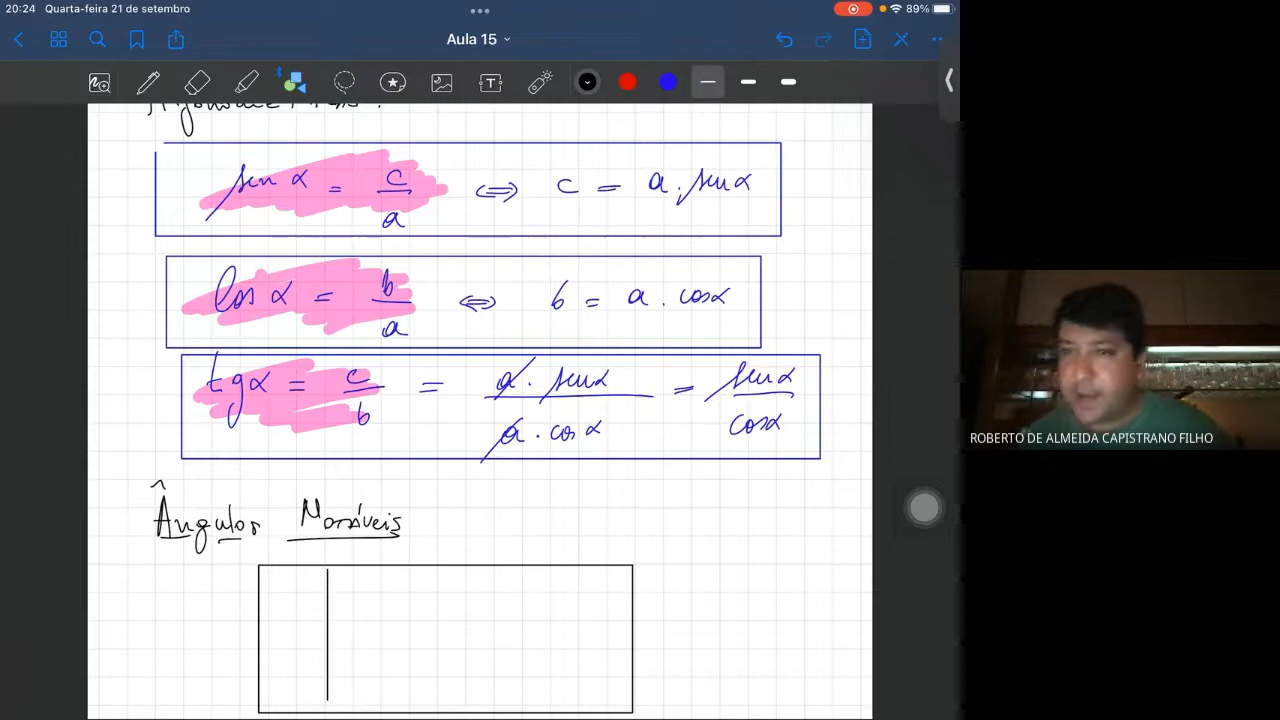 20:24 Quarta-feira 21 de setembro
89%
Aula 15
sen α = c/a ⟺ c = a . sen α
cos α = b/a ⟺ b = a . cos α
tg α = c/b = a . sen α / a . cos α = sen α / cos α
Ângulos Notáveis
ROBERTO DE ALMEIDA CAPISTRANO FILHO